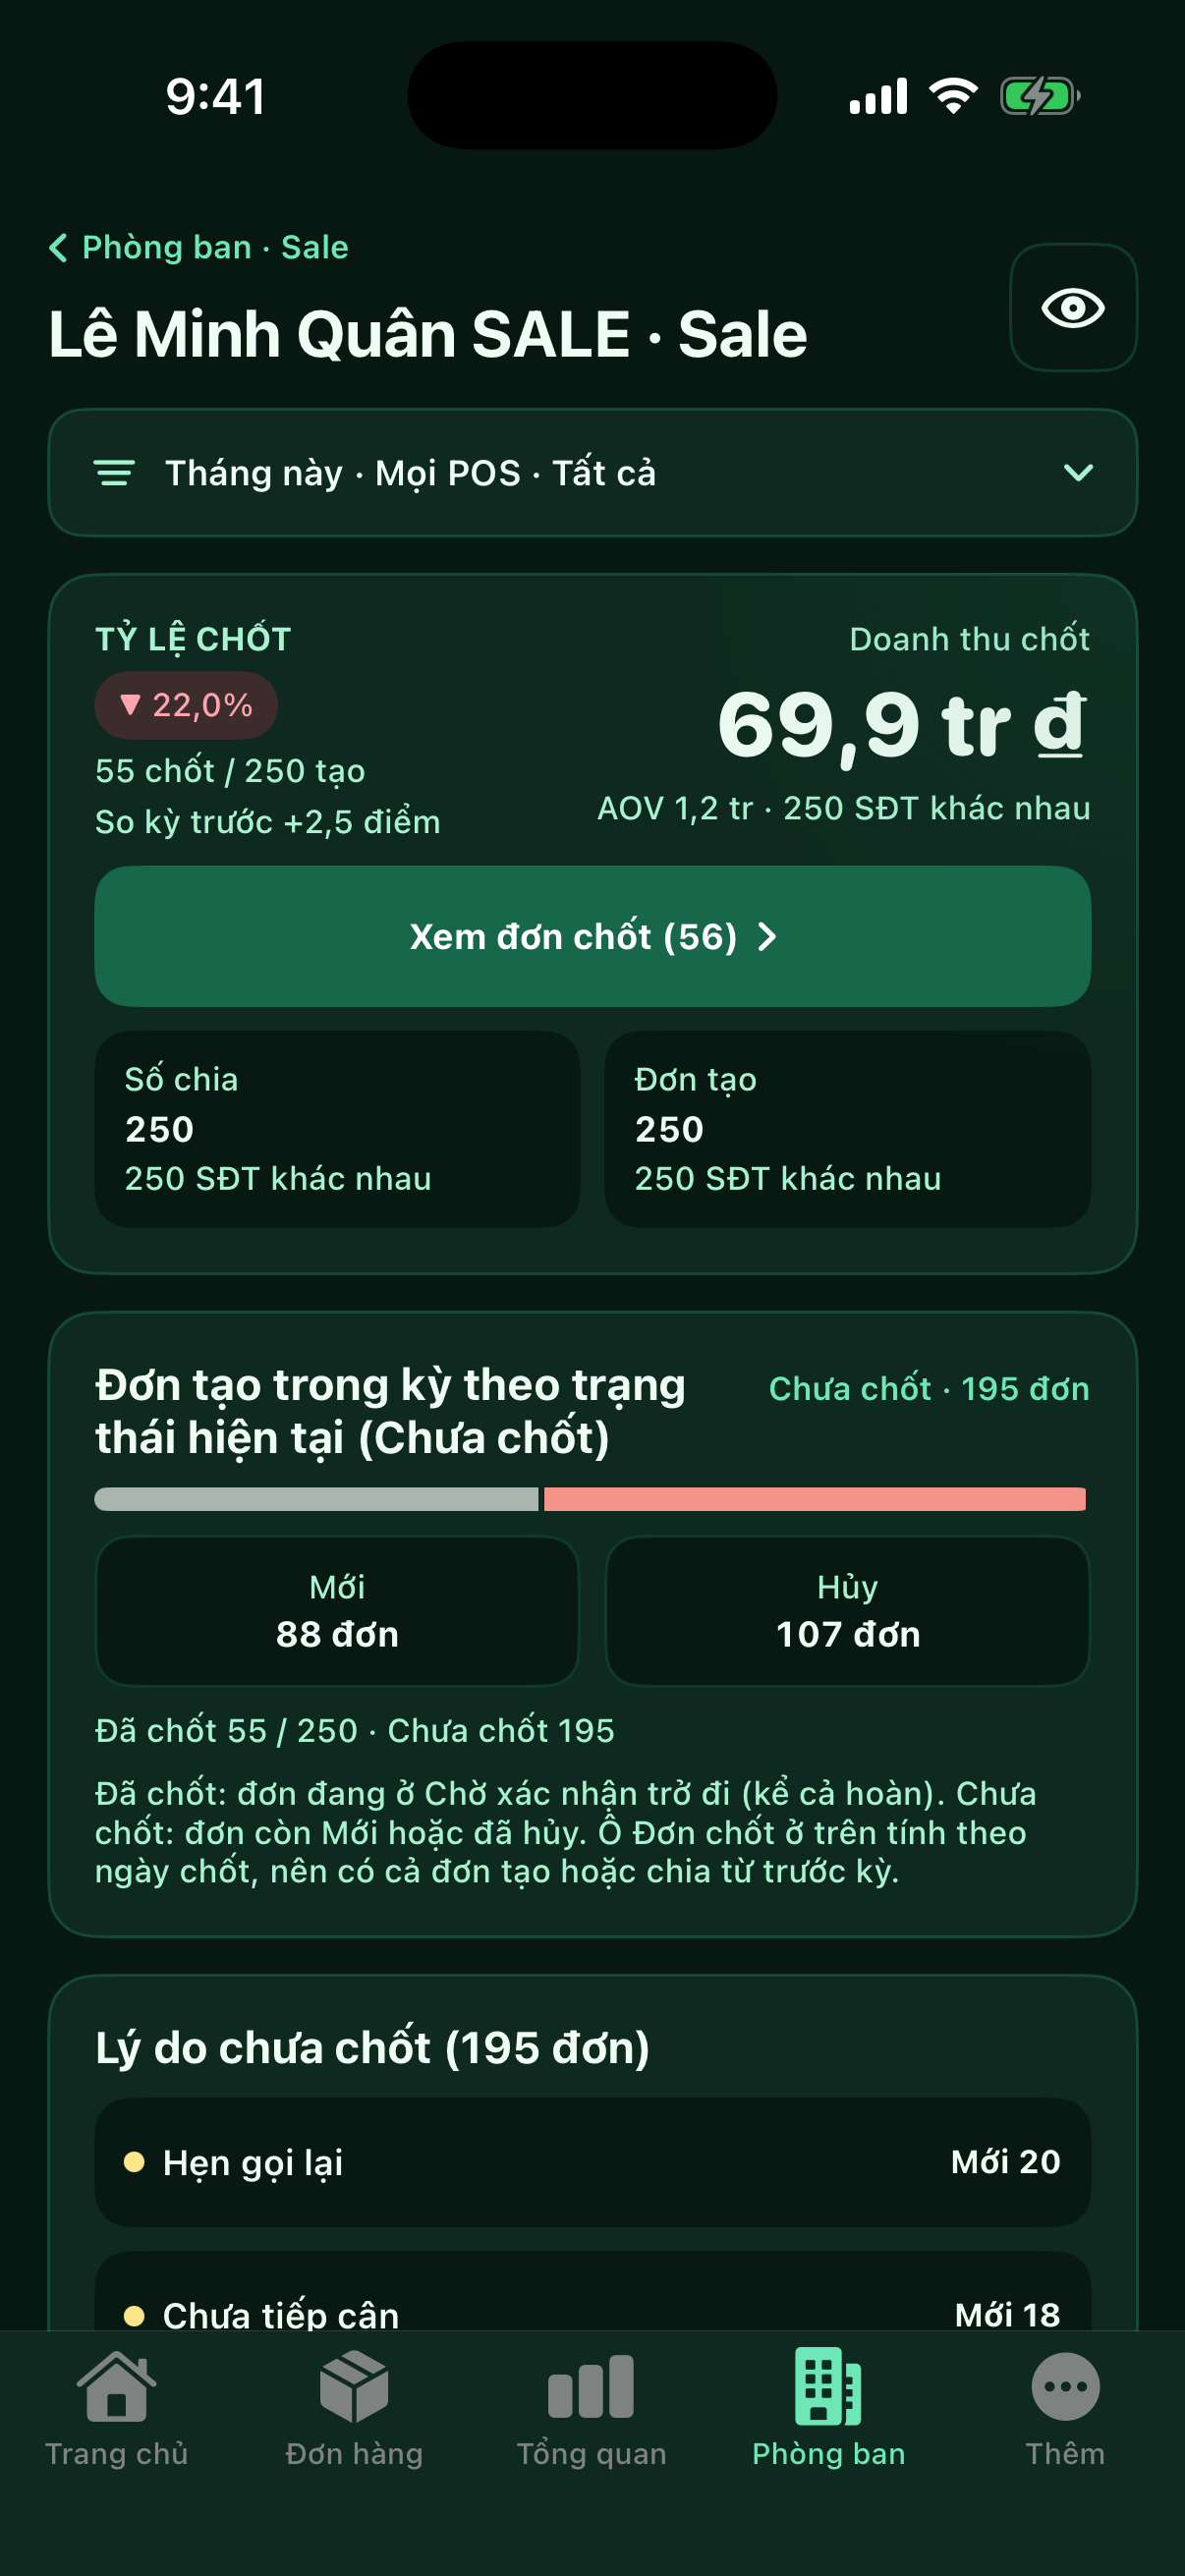 9:41
Phòng ban · Sale
Lê Minh Quân SALE · Sale
Tháng này · Mọi POS · Tất cả
TỶ LỆ CHỐT
22,0%
55 chốt / 250 tạo
So kỳ trước +2,5 điểm
Doanh thu chốt
69,9 tr ₫
AOV 1,2 tr · 250 SĐT khác nhau
Xem đơn chốt (56)
Số chia
250
250 SĐT khác nhau
Đơn tạo
250
250 SĐT khác nhau
Đơn tạo trong kỳ theo trạng
thái hiện tại (Chưa chốt)
Chưa chốt · 195 đơn
Mới
88 đơn
Hủy
107 đơn
Đã chốt 55 / 250 · Chưa chốt 195
Đã chốt: đơn đang ở Chờ xác nhận trở đi (kể cả hoàn). Chưa
chốt: đơn còn Mới hoặc đã hủy. Ô Đơn chốt ở trên tính theo
ngày chốt, nên có cả đơn tạo hoặc chia từ trước kỳ.
Lý do chưa chốt (195 đơn)
Hẹn gọi lại
Mới 20
Chưa tiếp cận
Mới 18
Trang chủ
Đơn hàng
Tổng quan
Phòng ban
Thêm